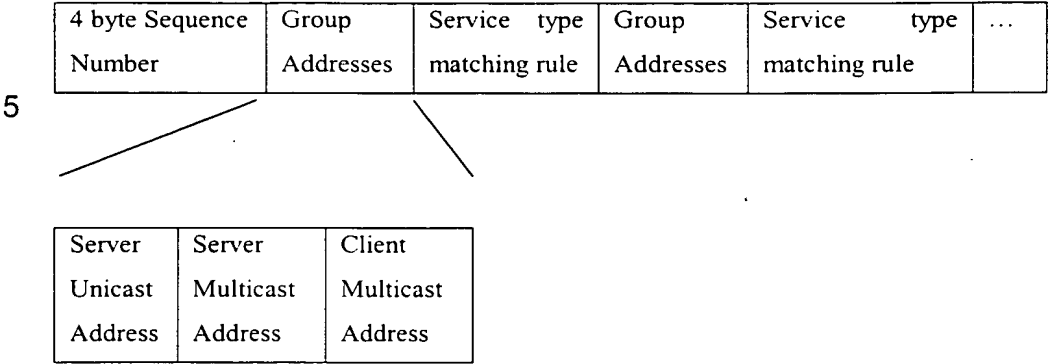 4 byte Sequence Group Service type Group Service type ...
Number Addresses matching rule Addresses matching rule
5
Server Server Client
Unicast Multicast Multicast
Address Address Address